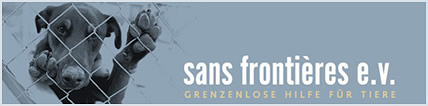 sans frontières e.v.
GRENZENLOSE HILFE FÜR TIERE